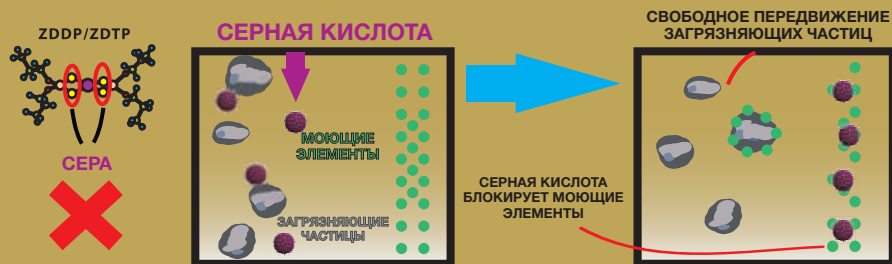 ZDDP/ZDTP
СЕРА
СЕРНАЯ КИСЛОТА
МОЮЩИЕ
ЭЛЕМЕНТЫ
ЗАГРЯЗНЯЮЩИЕ
ЧАСТИЦЫ
СВОБОДНОЕ ПЕРЕДВИЖЕНИЕ
ЗАГРЯЗНЯЮЩИХ ЧАСТИЦ
СЕРНАЯ КИСЛОТА
БЛОКИРУЕТ МОЮЩИЕ
ЭЛЕМЕНТЫ